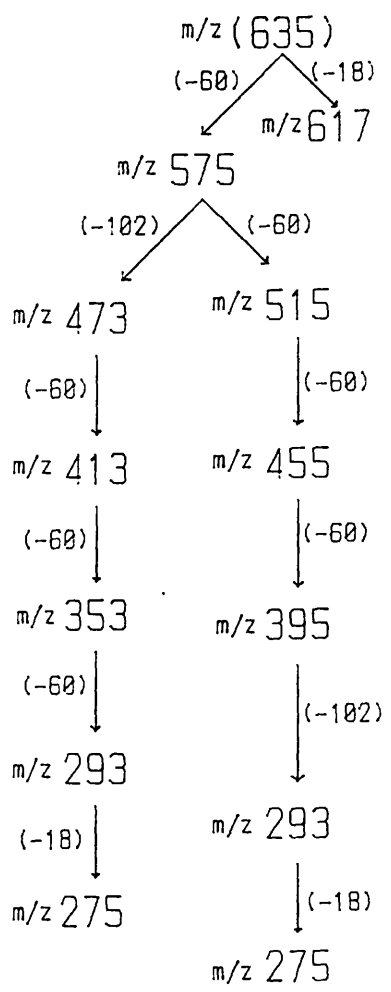 m/z (635)
(-60) (-18)
m/z 617
m/z 575
(-102) (-60)
m/z 473 m/z 515
(-60) (-60)
m/z 413 m/z 455
(-60) (-60)
m/z 353 m/z 395
(-60) (-102)
m/z 293 m/z 293
(-18) (-18)
m/z 275 m/z 275